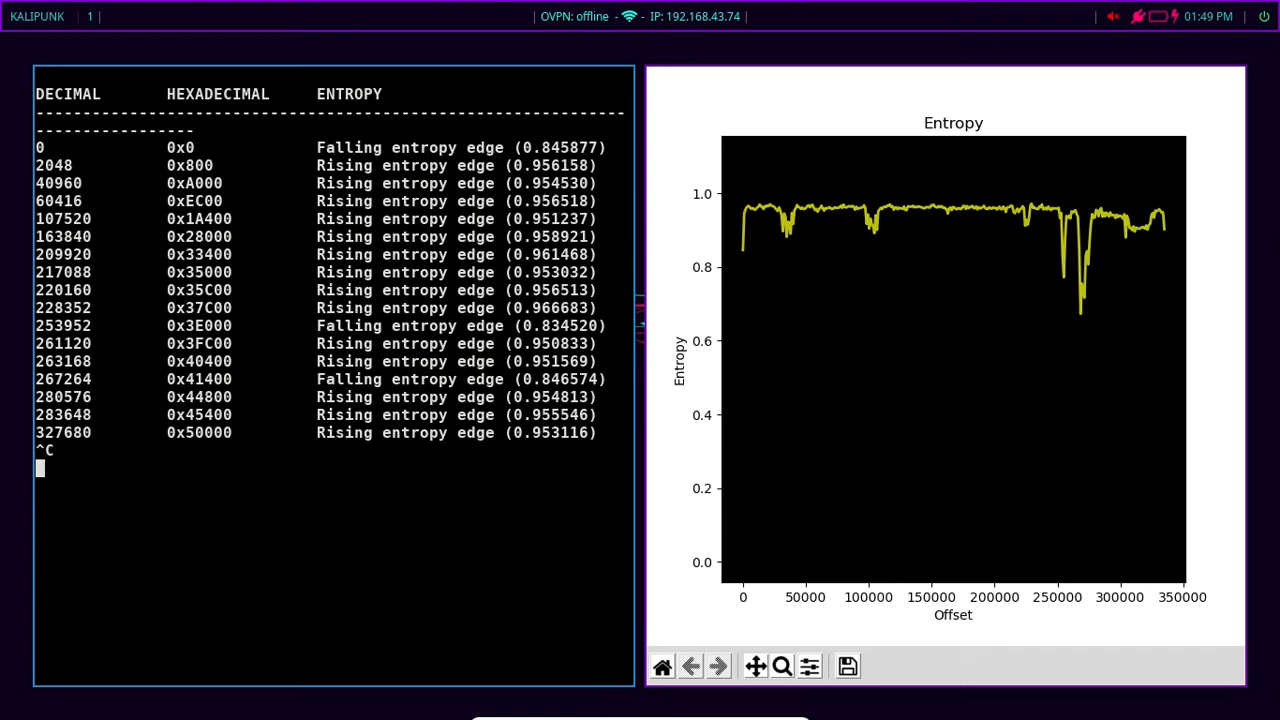 KALIPUNK 1 | | OVPN: offline - - IP: 192.168.43.74 | | 01:49 PM |
DECIMAL HEXADECIMAL ENTROPY
---------------------------------------------------------------
-----------------
0 0x0 Falling entropy edge (0.845877)
2048 0x800 Rising entropy edge (0.956158)
40960 0xA000 Rising entropy edge (0.954530)
60416 0xEC00 Rising entropy edge (0.956518)
107520 0x1A400 Rising entropy edge (0.951237)
163840 0x28000 Rising entropy edge (0.958921)
209920 0x33400 Rising entropy edge (0.961468)
217088 0x35000 Rising entropy edge (0.953032)
220160 0x35C00 Rising entropy edge (0.956513)
228352 0x37C00 Rising entropy edge (0.966683)
253952 0x3E000 Falling entropy edge (0.834520)
261120 0x3FC00 Rising entropy edge (0.950833)
263168 0x40400 Rising entropy edge (0.951569)
267264 0x41400 Falling entropy edge (0.846574)
280576 0x44800 Rising entropy edge (0.954813)
283648 0x45400 Rising entropy edge (0.955546)
327680 0x50000 Rising entropy edge (0.953116)
^C
Entropy
1.0
0.8
0.6
0.4
0.2
0.0
Entropy
0 50000 100000 150000 200000 250000 300000 350000
Offset